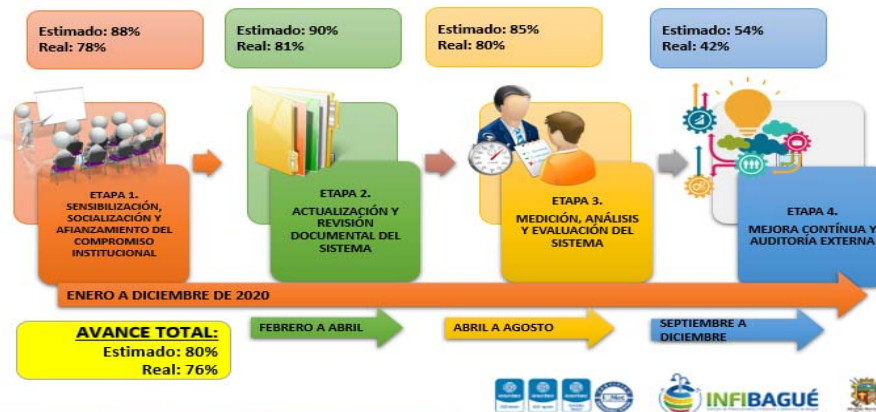 Estimado: 88%
Real: 78%
Estimado: 90%
Real: 81%
Estimado: 85%
Real: 80%
Estimado: 54%
Real: 42%
ETAPA 1.
SENSIBILIZACIÓN,
SOCIALIZACIÓN Y
AFIANZAMIENTO DEL
COMPROMISO
INSTITUCIONAL
ETAPA 2.
ACTUALIZACIÓN Y
REVISIÓN
DOCUMENTAL DEL
SISTEMA
ETAPA 3.
MEDICIÓN, ANÁLISIS
Y EVALUACIÓN DEL
SISTEMA
ETAPA 4.
MEJORA CONTÍNUA Y
AUDITORÍA EXTERNA
ENERO A DICIEMBRE DE 2020
AVANCE TOTAL:
Estimado: 80%
Real: 76%
FEBRERO A ABRIL
ABRIL A AGOSTO
SEPTIEMBRE A
DICIEMBRE
INFIBAGUÉ